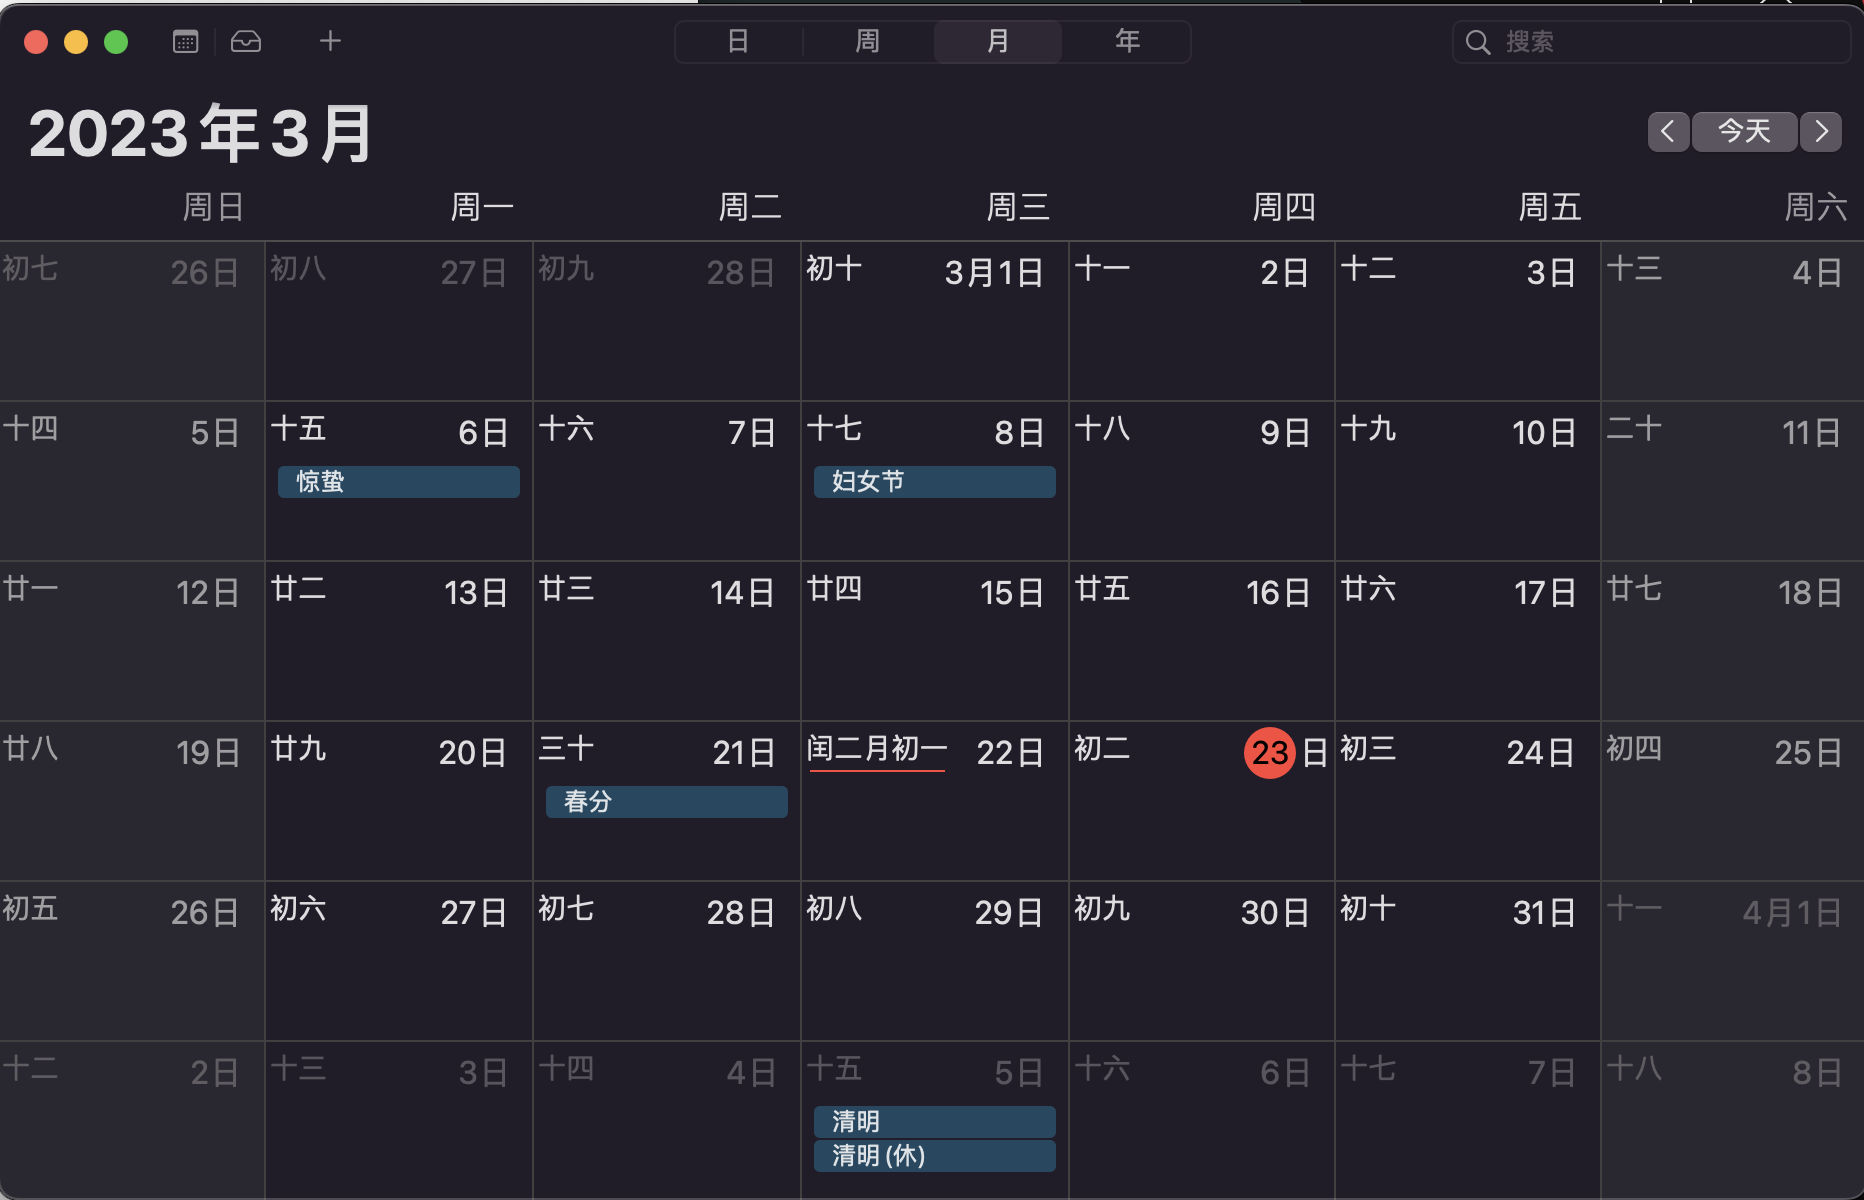 日 周 月 年 搜索
2023年3月 今天
周日 周一 周二 周三 周四 周五 周六
初七 26日 初八 27日 初九 28日 初十 3月1日 十一 2日 十二 3日 十三 4日
十四 5日 十五 6日 十六 7日 十七 8日 十八 9日 十九 10日 二十 11日
惊蛰 妇女节
廿一 12日 廿二 13日 廿三 14日 廿四 15日 廿五 16日 廿六 17日 廿七 18日
廿八 19日 廿九 20日 三十 21日 闰二月初一 22日 初二 23日 初三 24日 初四 25日
春分
初五 26日 初六 27日 初七 28日 初八 29日 初九 30日 初十 31日 十一 4月1日
十二 2日 十三 3日 十四 4日 十五 5日 十六 6日 十七 7日 十八 8日
清明
清明(休)